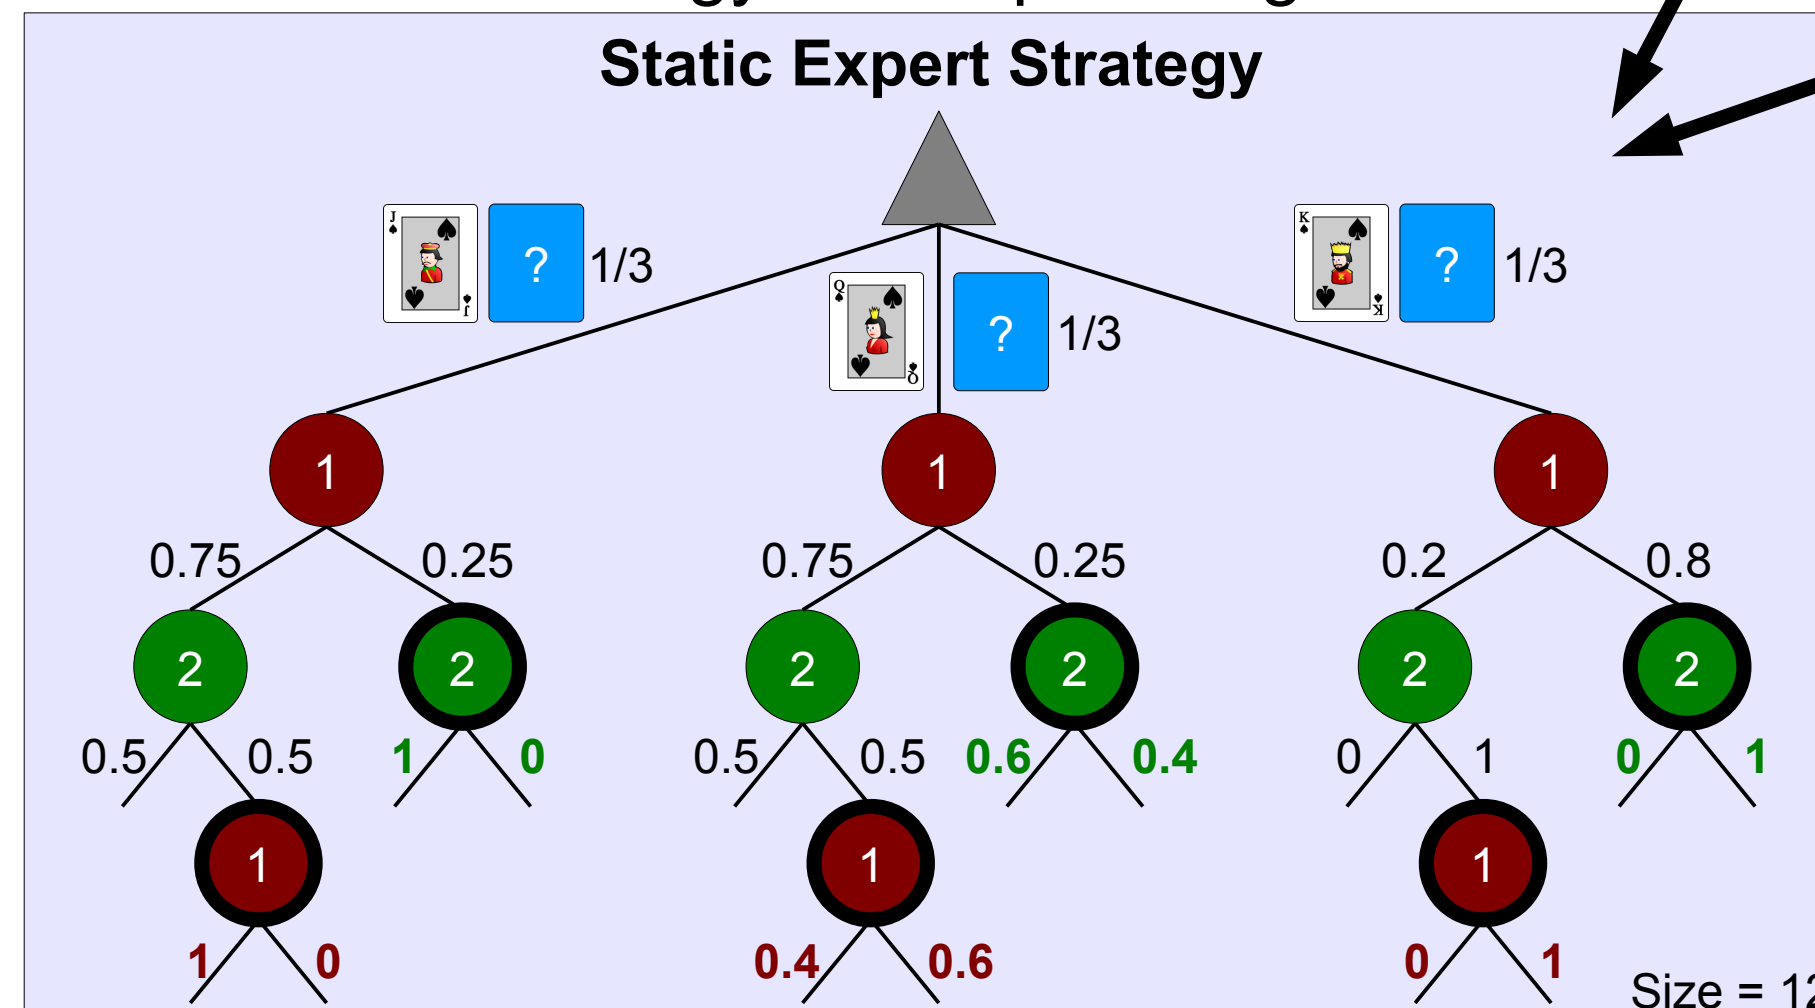 Static Expert Strategy
J ? 1/3 K ? 1/3
J K
Q ? 1/3
Q
1 1 1
0.75 0.25 0.75 0.25 0.2 0.8
2 2 2 2 2 2
0.5 0.5 1 0 0.5 0.5 0.6 0.4 0 1 0 1
1 1 1
1 0 0.4 0.6 0 1
Size =